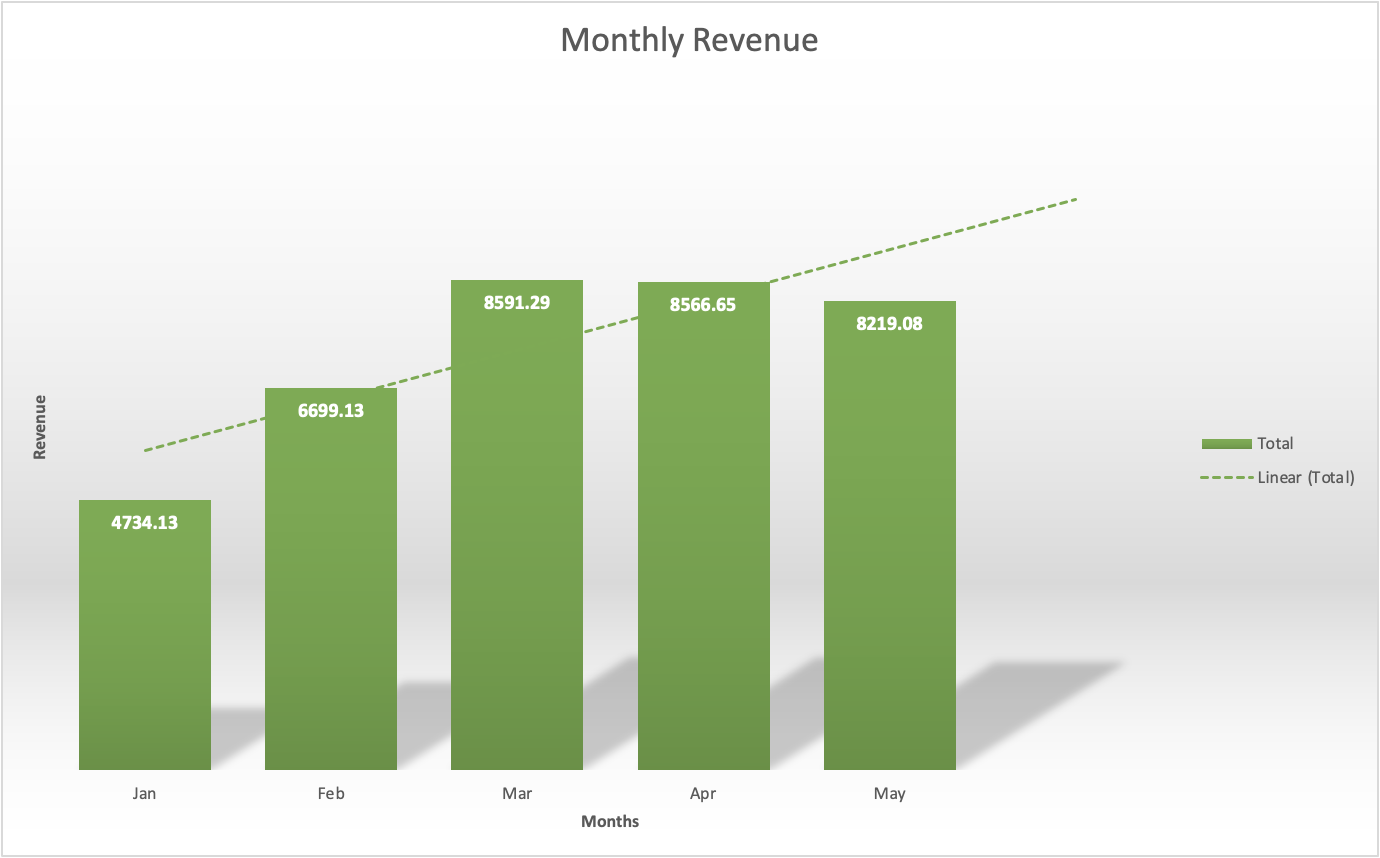 Monthly Revenue
8591.29
8566.65
8219.08
6699.13
4734.13
Revenue
Total
Linear (Total)
Jan
Feb
Mar
Apr
May
Months